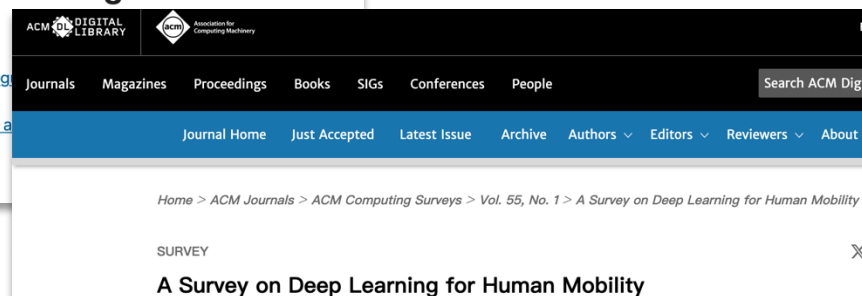 ACM DL DIGITAL LIBRARY
acm Association for Computing Machinery
Journals Magazines Proceedings Books SIGs Conferences People Search ACM Dig
Journal Home Just Accepted Latest Issue Archive Authors Editors Reviewers About
Home > ACM Journals > ACM Computing Surveys > Vol. 55, No. 1 > A Survey on Deep Learning for Human Mobility
SURVEY
A Survey on Deep Learning for Human Mobility